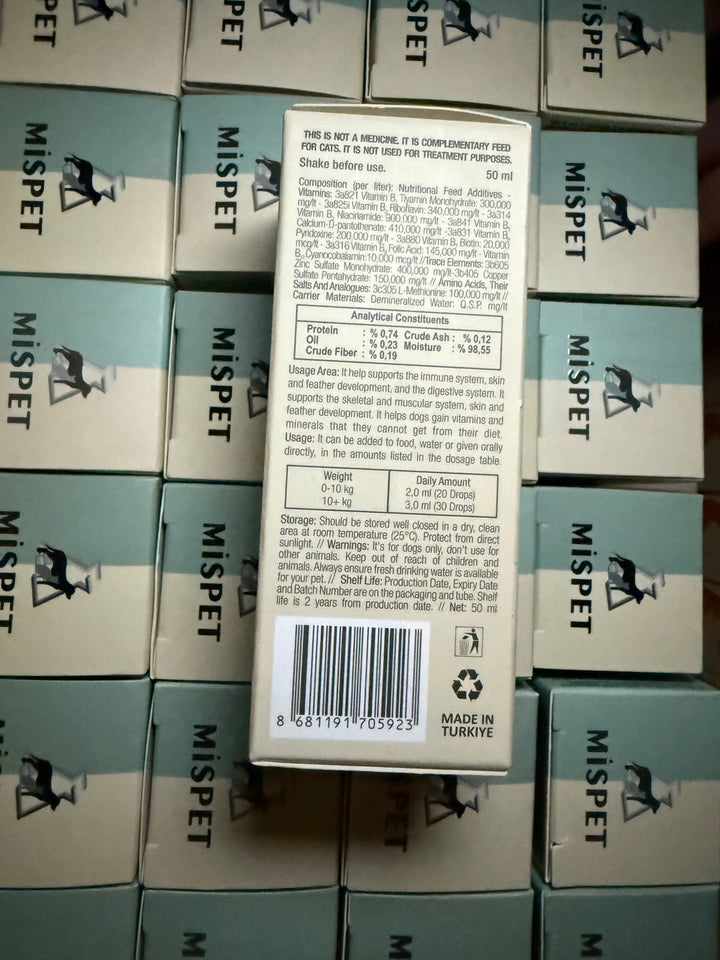 MiSPET
MiSPET
MiSPET
MiSPET
MiSPET
MiSPET
MiSPET
THIS IS NOT A MEDICINE. IT IS COMPLEMENTARY FEED
FOR CATS. IT IS NOT USED FOR TREATMENT PURPOSES.
Shake before use.
50 ml
Composition (per liter): Nutritional Feed Additives -
Vitamins: 3a821 Vitamin B, Tiyamin Monohydrate: 300,000
mg/lt - 3a825i Vitamin B, Riboflavin: 340,000 mg/lt - 3a314
Vitamin B, Niacinamide: 900,000 mg/lt - 3a841 Vitamin B,
Calcium-D-pantothenate: 410,000 mg/lt -3a831 Vitamin B,
Pyridoxine: 200,000 mg/lt - 3a880 Vitamin B, Biotin: 20,000
mcg/lt - 3a316 Vitamin B, Folic Acid: 145,000 mg/lt - Vitamin
B, Cyanocobalamin:10,000 mcg/lt //Trace Elements: 3b605
Zinc Sulfate Monohydrate: 400,000 mg/lt-3b405 Copper
Sulfate Pentahydrate: 150,000 mg/lt // Amino Acids, Their
Salts And Analogues: 3c305 L-Methionine: 100,000 mg/lt //
Carrier Materials: Demineralized Water: Q.S.P. mg/lt
Analytical Constituents
Protein : % 0,74 Crude Ash : % 0,12
Oil : % 0,23 Moisture : % 98,55
Crude Fiber : % 0,19
Usage Area: It help supports the immune system, skin
and feather development, and the digestive system. It
supports the skeletal and muscular system, skin and
feather development. It helps dogs gain vitamins and
minerals that they cannot get from their diet.
Usage: It can be added to food, water or given orally
directly, in the amounts listed in the dosage table.
Weight Daily Amount
0-10 kg 2,0 ml (20 Drops)
10+ kg 3,0 ml (30 Drops)
Storage: Should be stored well closed in a dry, clean
area at room temperature (25°C). Protect from direct
sunlight. // Warnings: It's for dogs only, don't use for
other animals. Keep out of reach of children and
animals. Always ensure fresh drinking water is available
for your pet. // Shelf Life: Production Date, Expiry Date
and Batch Number are on the packaging and tube. Shelf
life is 2 years from production date. // Net: 50 ml
8 681191 705923
MADE IN
TURKIYE
MiSPET
MiSPET
MiSPET
MiSPET
MiSPET
MiSPET